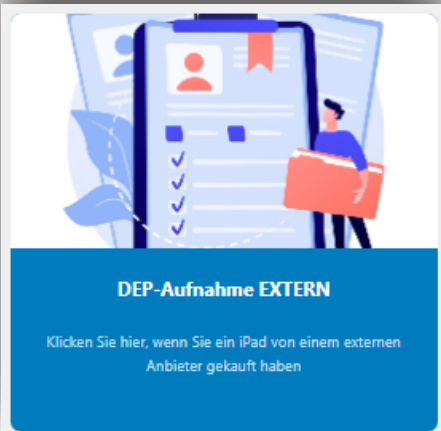 DEP-Aufnahme EXTERN
Klicken Sie hier, wenn Sie ein iPad von einem externen
Anbieter gekauft haben